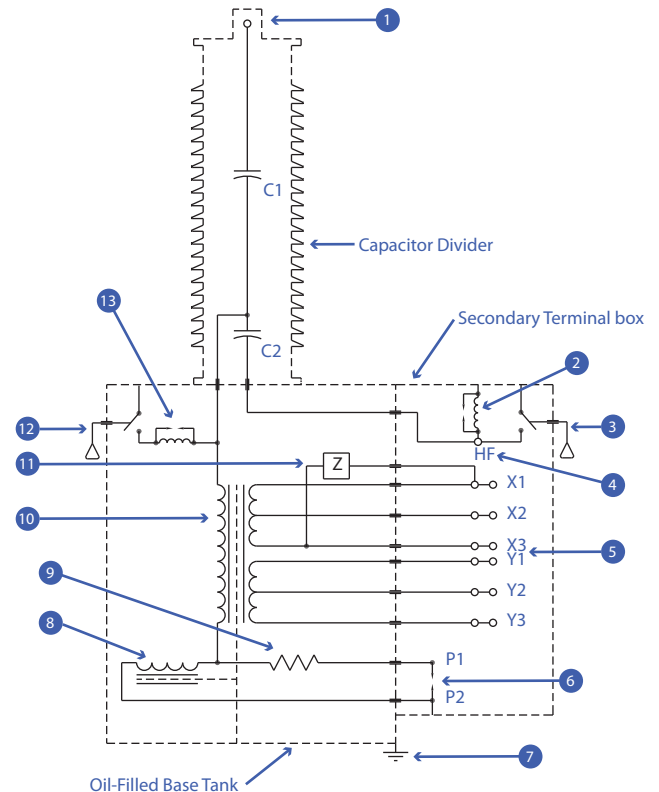 1
C1
Capacitor Divider
13
Secondary Terminal box
C2
2
12
3
11
Z
HF
4
X1
10
X2
X3
5
Y1
9
Y2
8
Y3
P1
6
P2
7
Oil-Filled Base Tank